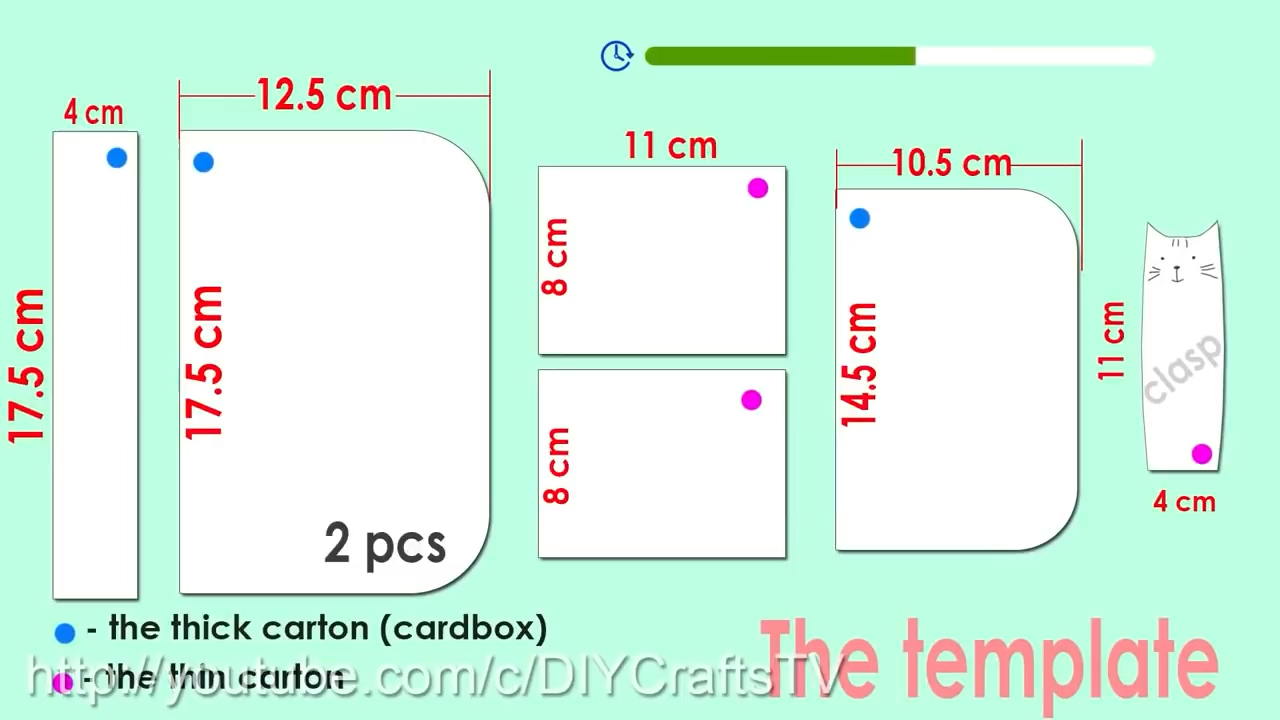 4 cm
17.5 cm
12.5 cm
17.5 cm
2 pcs
11 cm
8 cm
8 cm
10.5 cm
14.5 cm
11 cm
clasp
4 cm
- the thick carton (cardbox)
- the thin carton
http://youtube.com/c/DIYCraftsTV
The template